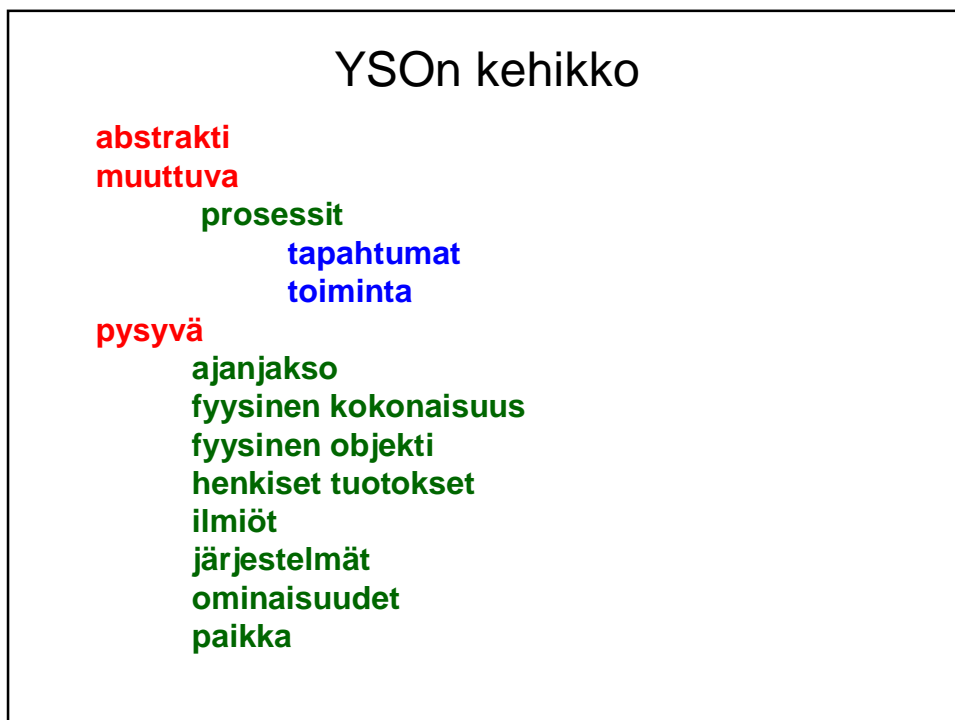 YSOn kehikko
abstrakti
muuttuva
prosessit
tapahtumat
toiminta
pysyvä
ajanjakso
fyysinen kokonaisuus
fyysinen objekti
henkiset tuotokset
ilmiöt
järjestelmät
ominaisuudet
paikka